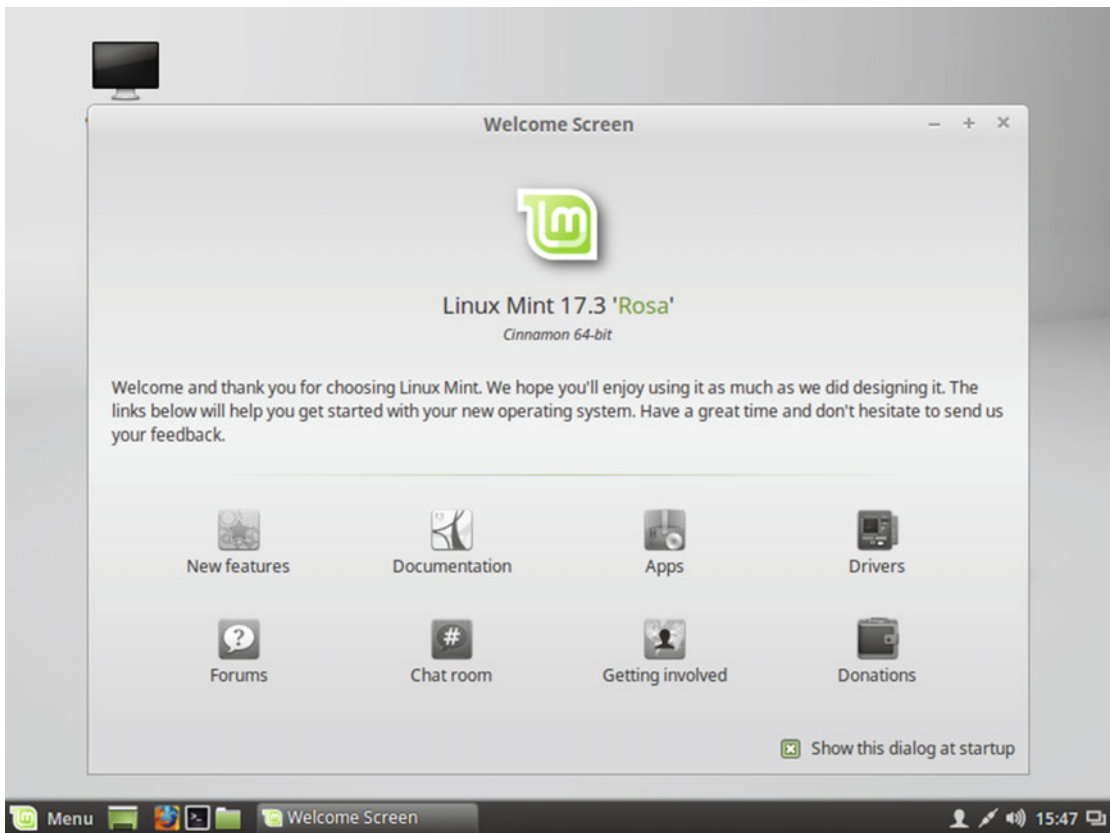 Welcome Screen
Linux Mint 17.3 'Rosa'
Cinnamon 64-bit
Welcome and thank you for choosing Linux Mint. We hope you'll enjoy using it as much as we did designing it. The
links below will help you get started with your new operating system. Have a great time and don't hesitate to send us
your feedback.
New features
Documentation
Apps
Drivers
Forums
Chat room
Getting involved
Donations
Show this dialog at startup
Menu
Welcome Screen
15:47